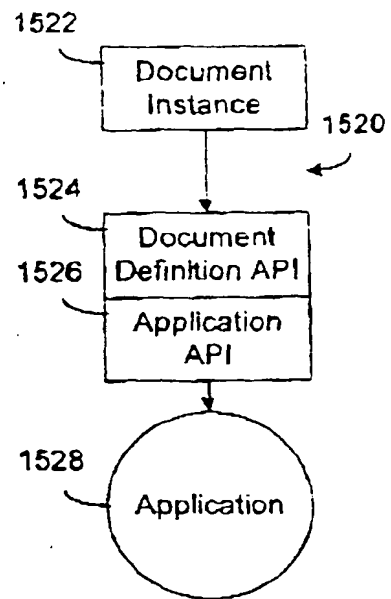 1522
Document
Instance
1520
1524
Document
Definition API
1526
Application
API
1528
Application